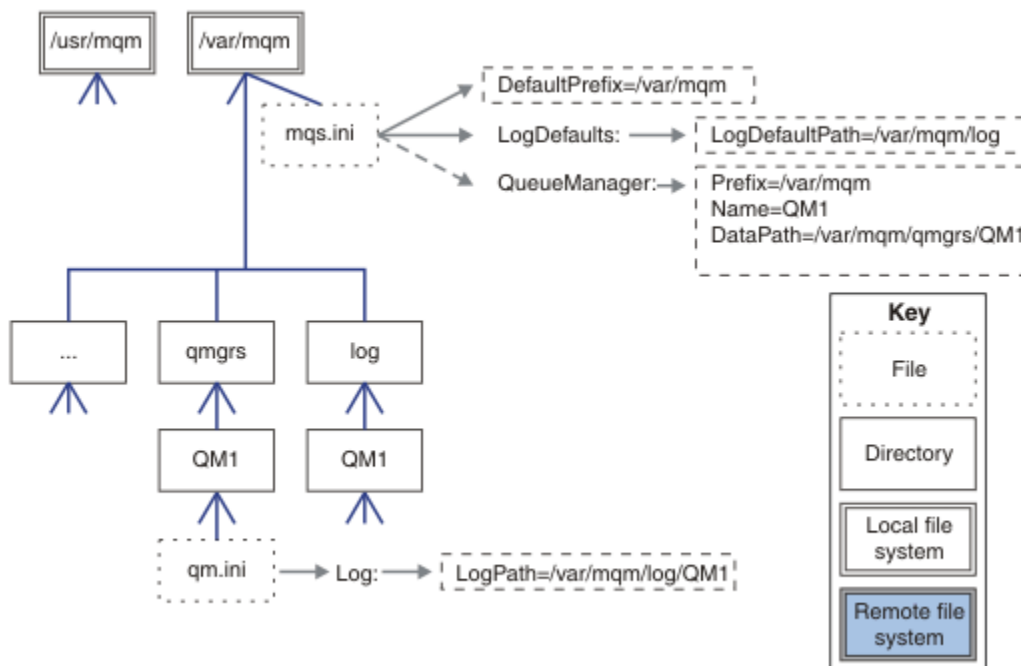 /usr/mqm
/var/mqm
mqs.ini
DefaultPrefix=/var/mqm
LogDefaults:
LogDefaultPath=/var/mqm/log
QueueManager:
Prefix=/var/mqm
Name=QM1
DataPath=/var/mqm/qmgrs/QM1
...
qmgrs
log
QM1
QM1
qm.ini
Log:
LogPath=/var/mqm/log/QM1
Key
File
Directory
Local file
system
Remote file
system